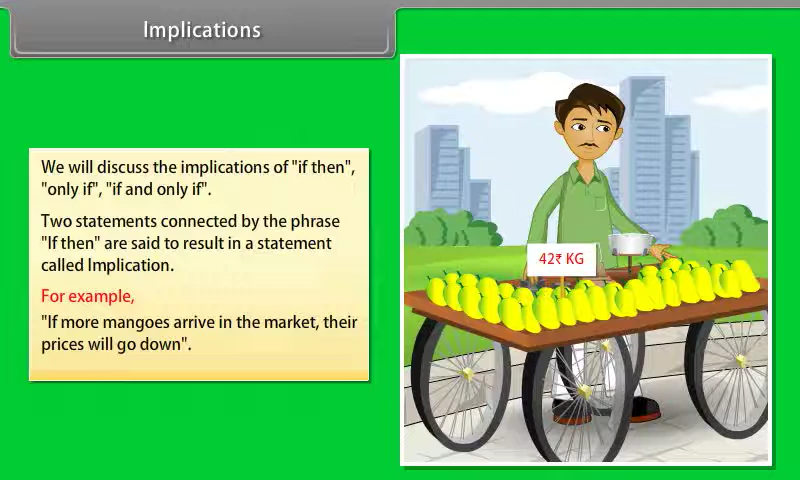 Implications
We will discuss the implications of "if then",
"only if", "if and only if".
Two statements connected by the phrase
"If then" are said to result in a statement
called Implication.
For example,
"If more mangoes arrive in the market, their
prices will go down".
42₹ KG